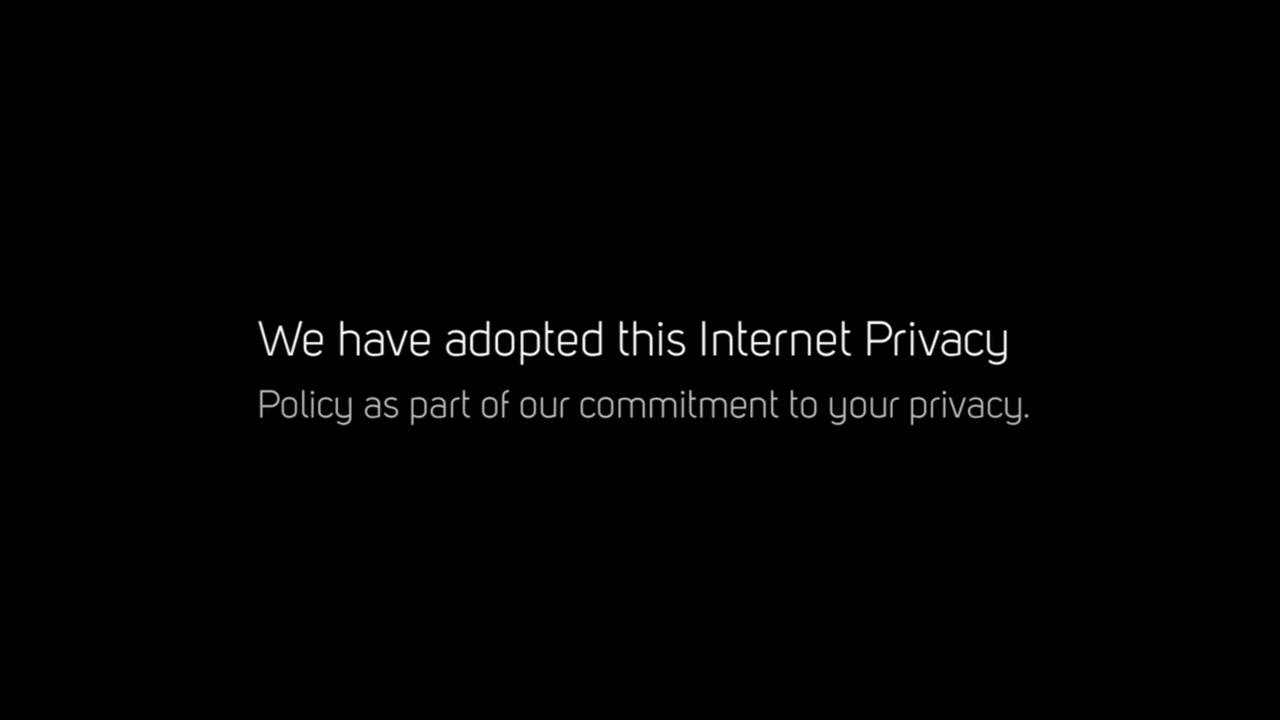 We have adopted this Internet Privacy
Policy as part of our commitment to your privacy.